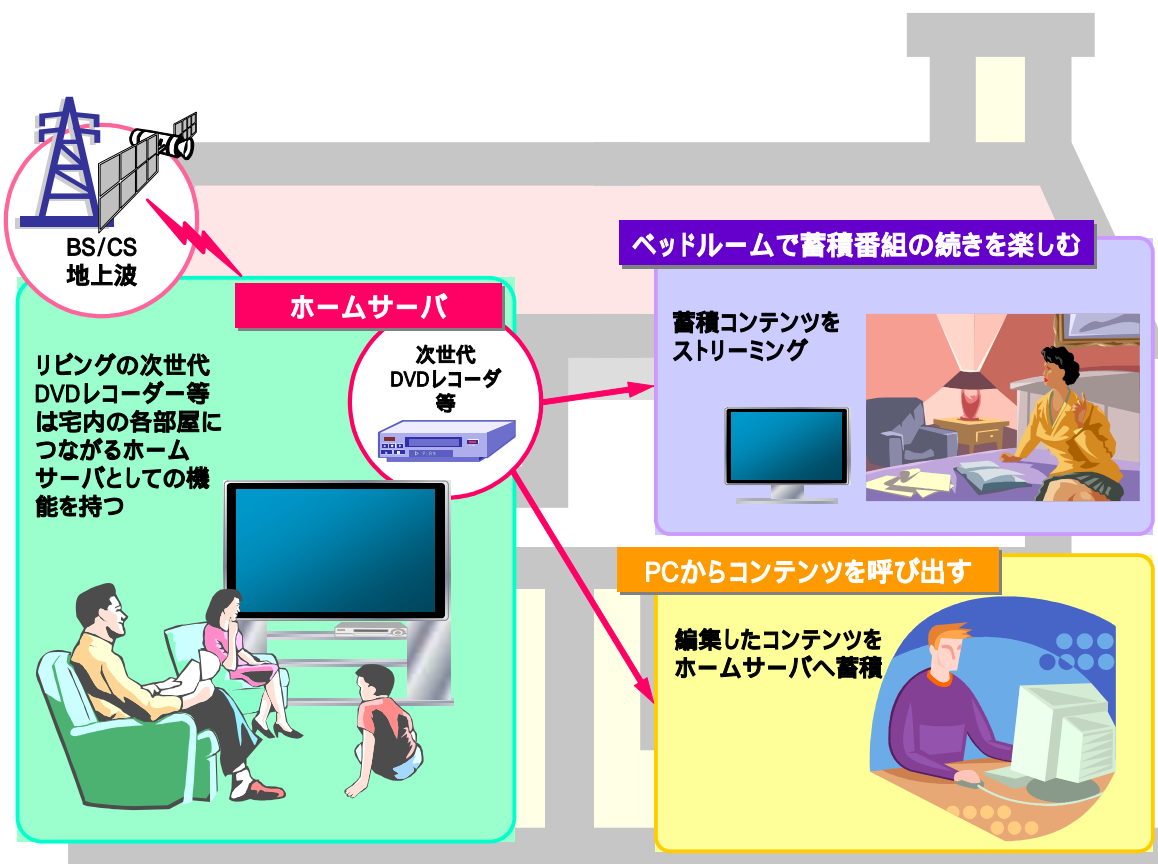 BS/CS
地上波
ホームサーバ
リビングの次世代
DVDレコーダー等
は宅内の各部屋に
つながるホーム
サーバとしての機
能を持つ
次世代
DVDレコーダ
等
ベッドルームで蓄積番組の続きを楽しむ
蓄積コンテンツを
ストリーミング
PCからコンテンツを呼び出す
編集したコンテンツを
ホームサーバへ蓄積